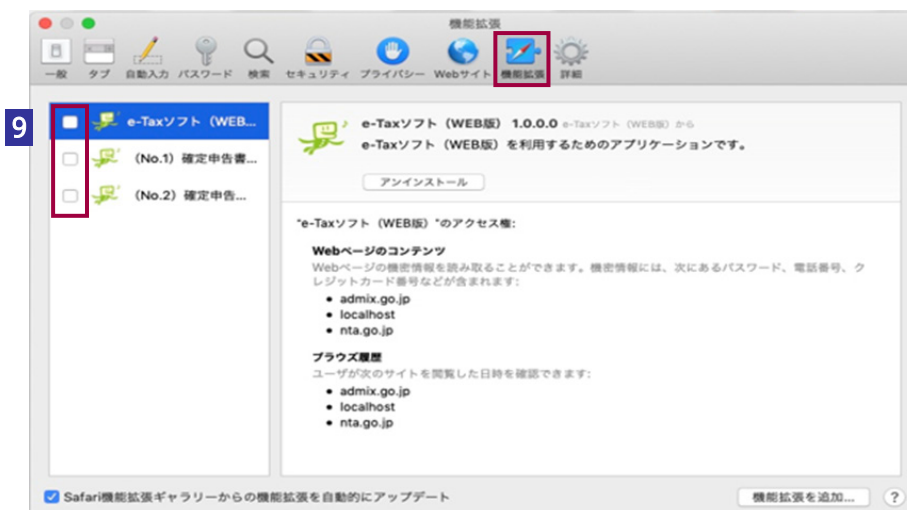 機能拡張
一般 タブ 自動入力 パスワード 検索 セキュリティ プライバシー Webサイト 機能拡張 詳細
9
e-Taxソフト（WEB...
（No.1）確定申告書...
（No.2）確定申告...
e-Taxソフト（WEB版） 1.0.0.0 e-Taxソフト（WEB版）から
e-Taxソフト（WEB版）を利用するためのアプリケーションです。
アンインストール
"e-Taxソフト（WEB版）"のアクセス権:
Webページのコンテンツ
Webページの機密情報を読み取ることができます。機密情報には、次にあるパスワード、電話番号、ク
レジットカード番号などが含まれます:
• admix.go.jp
• localhost
• nta.go.jp
ブラウズ履歴
ユーザが次のサイトを閲覧した日時を確認できます:
• admix.go.jp
• localhost
• nta.go.jp
Safari機能拡張ギャラリーからの機能拡張を自動的にアップデート
機能拡張を追加... ?